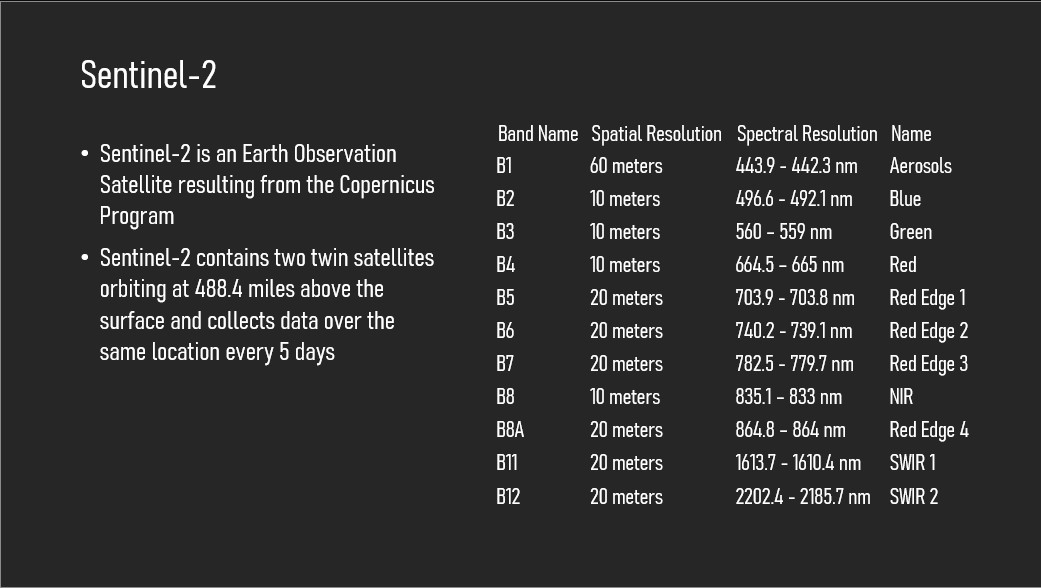 Sentinel-2
• Sentinel-2 is an Earth Observation
Satellite resulting from the Copernicus
Program
• Sentinel-2 contains two twin satellites
orbiting at 488.4 miles above the
surface and collects data over the
same location every 5 days
Band Name Spatial Resolution Spectral Resolution Name
B1 60 meters 443.9 - 442.3 nm Aerosols
B2 10 meters 496.6 - 492.1 nm Blue
B3 10 meters 560 – 559 nm Green
B4 10 meters 664.5 – 665 nm Red
B5 20 meters 703.9 - 703.8 nm Red Edge 1
B6 20 meters 740.2 - 739.1 nm Red Edge 2
B7 20 meters 782.5 - 779.7 nm Red Edge 3
B8 10 meters 835.1 – 833 nm NIR
B8A 20 meters 864.8 – 864 nm Red Edge 4
B11 20 meters 1613.7 - 1610.4 nm SWIR 1
B12 20 meters 2202.4 - 2185.7 nm SWIR 2